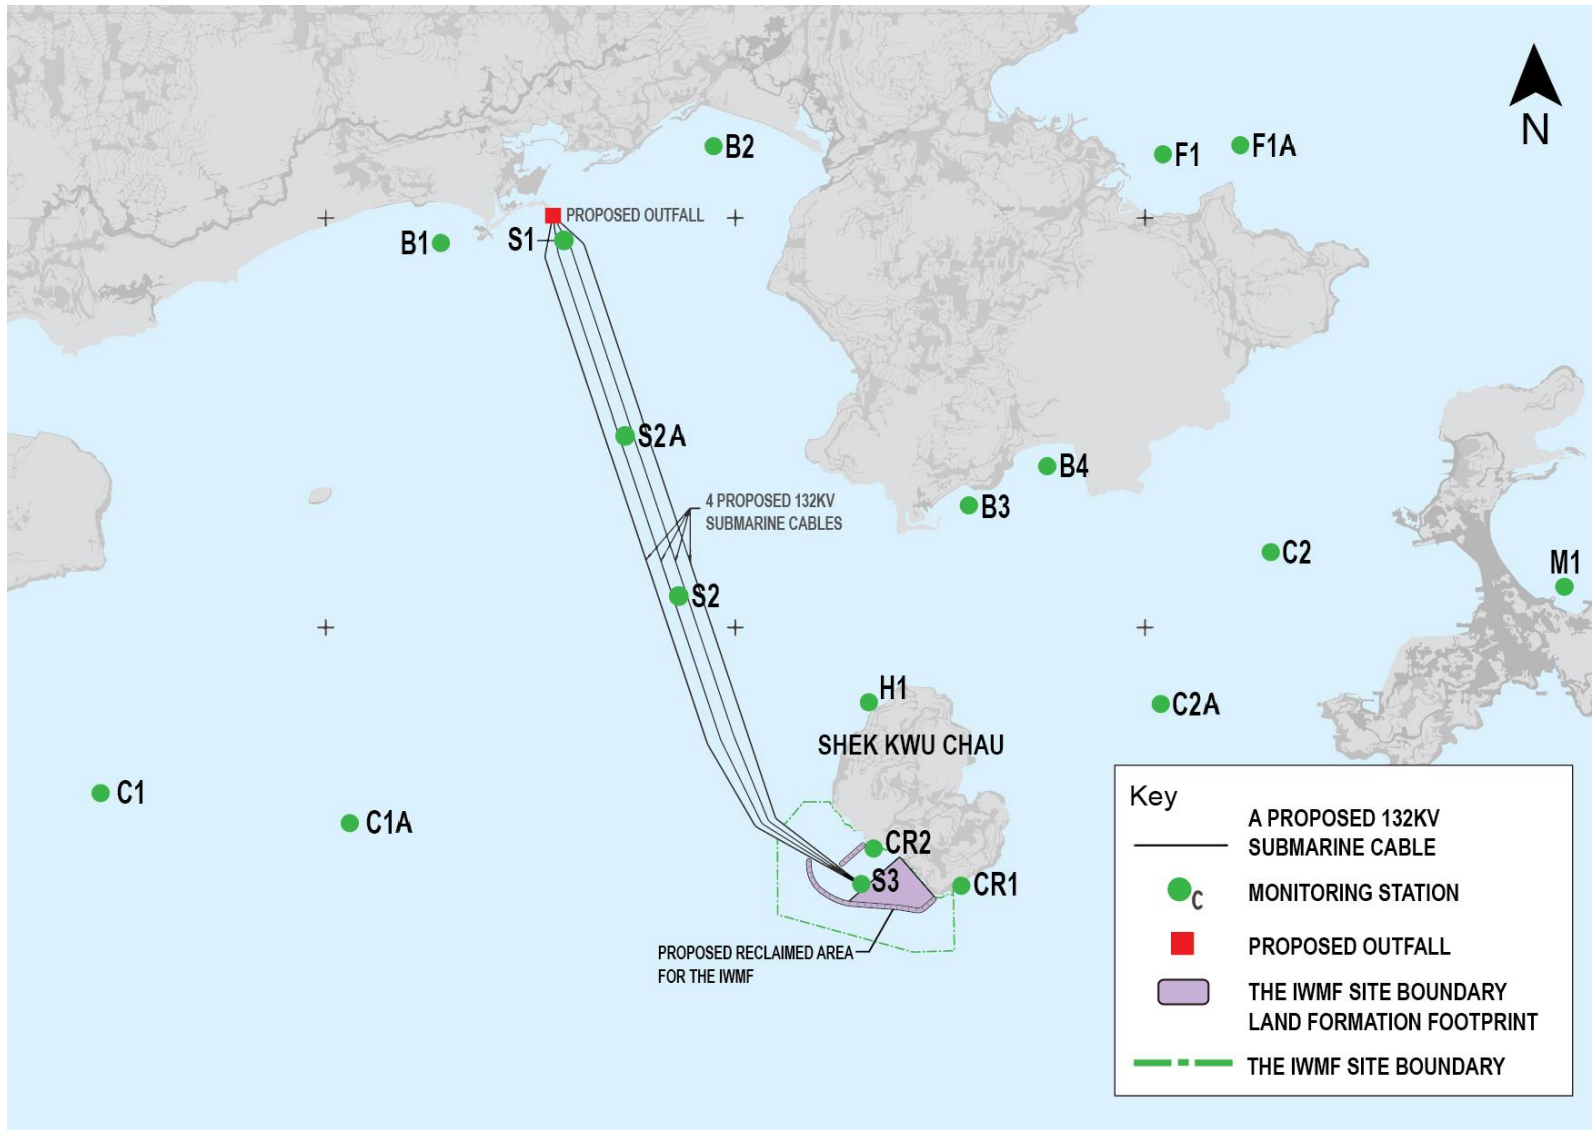 B2
F1
F1A
N
PROPOSED OUTFALL
B1
S1
S2A
B4
4 PROPOSED 132KV
SUBMARINE CABLES
B3
C2
M1
S2
H1
C2A
SHEK KWU CHAU
C1
C1A
CR2
S3
CR1
PROPOSED RECLAIMED AREA
FOR THE IWMF
Key
A PROPOSED 132KV
SUBMARINE CABLE
C
MONITORING STATION
PROPOSED OUTFALL
THE IWMF SITE BOUNDARY
LAND FORMATION FOOTPRINT
THE IWMF SITE BOUNDARY